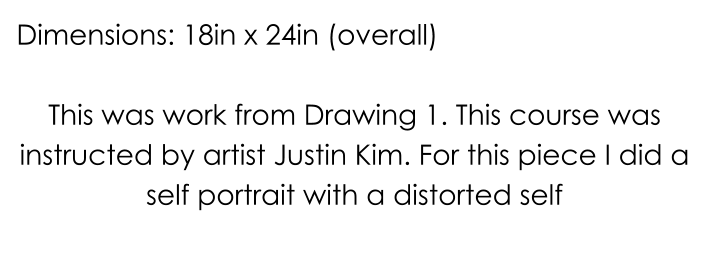 Dimensions: 18in x 24in (overall)
This was work from Drawing 1. This course was
instructed by artist Justin Kim. For this piece I did a
self portrait with a distorted self